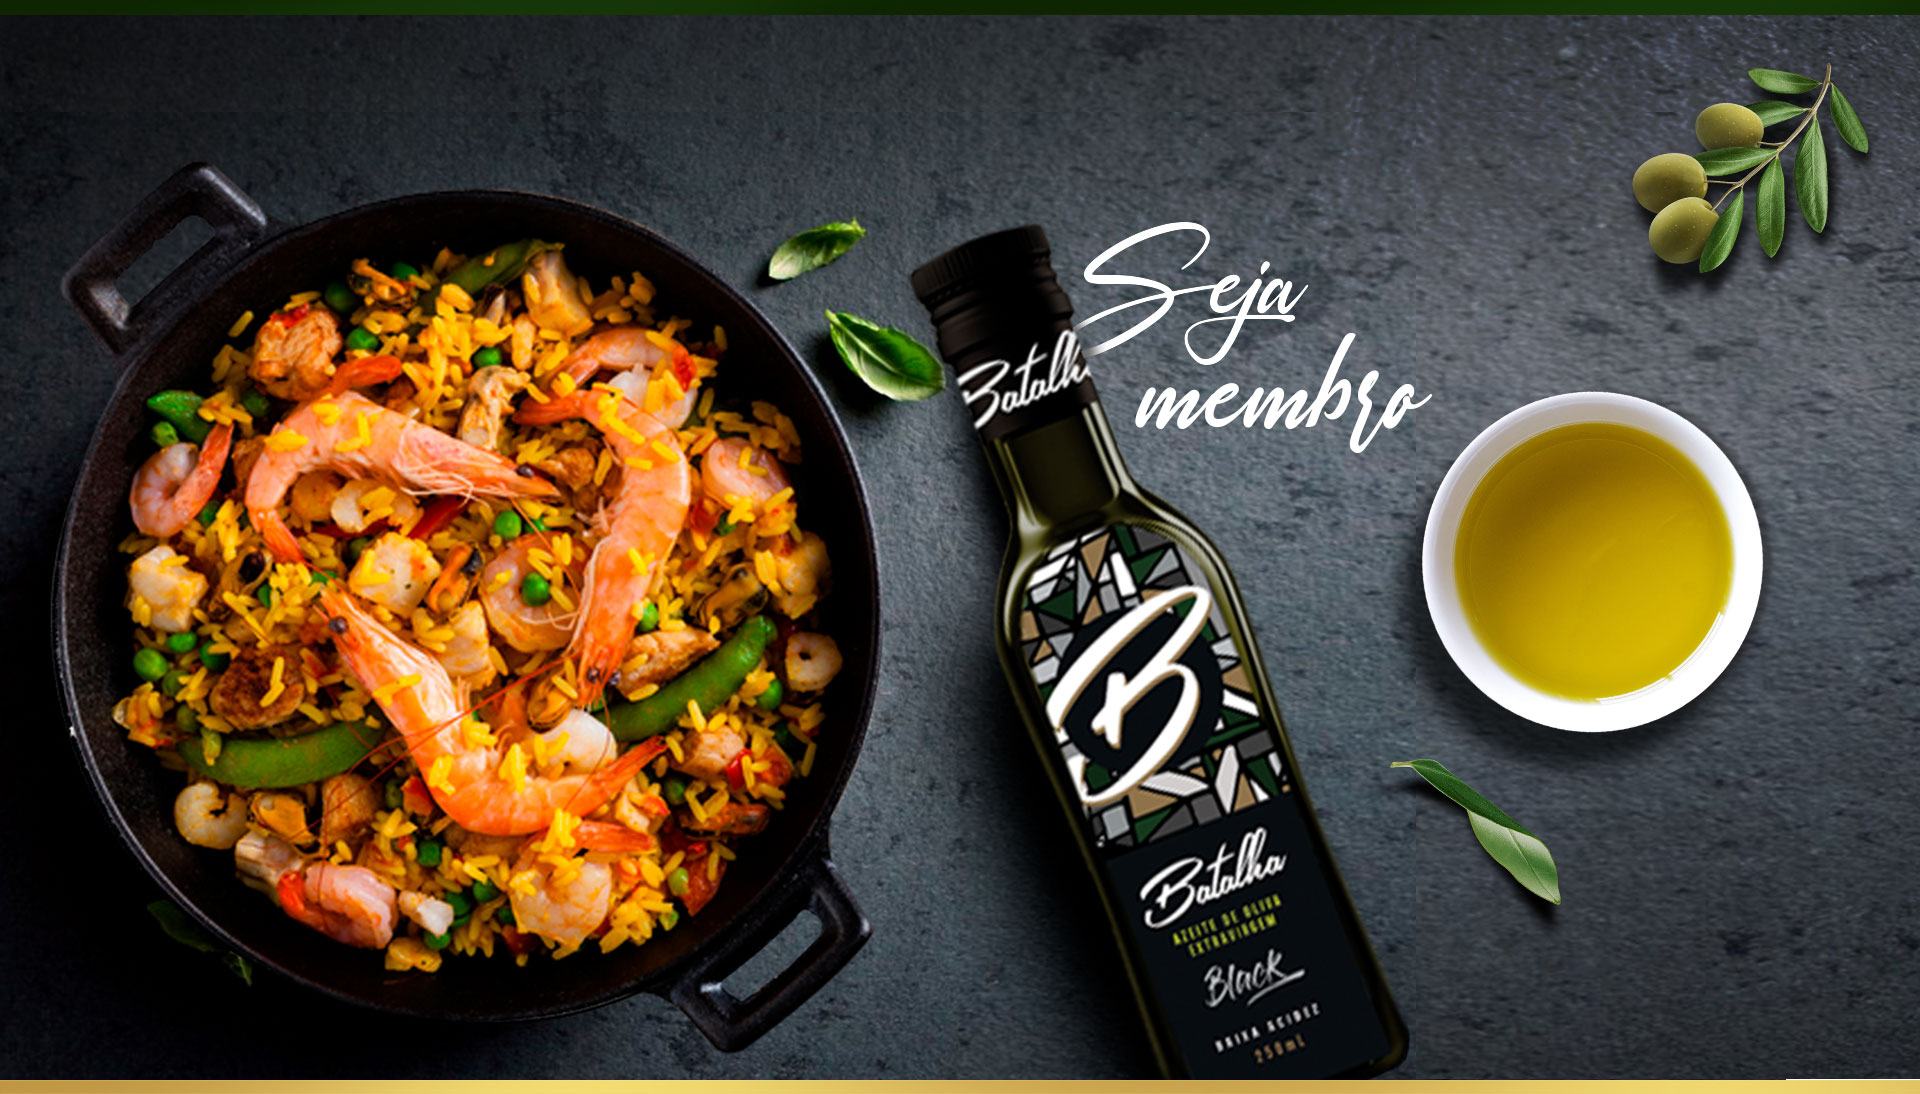 Seja
membro
Batalha
B
Batalha
AZEITE DE OLIVA
EXTRAVIRGEM
Black
BAIXA ACIDEZ
250mL